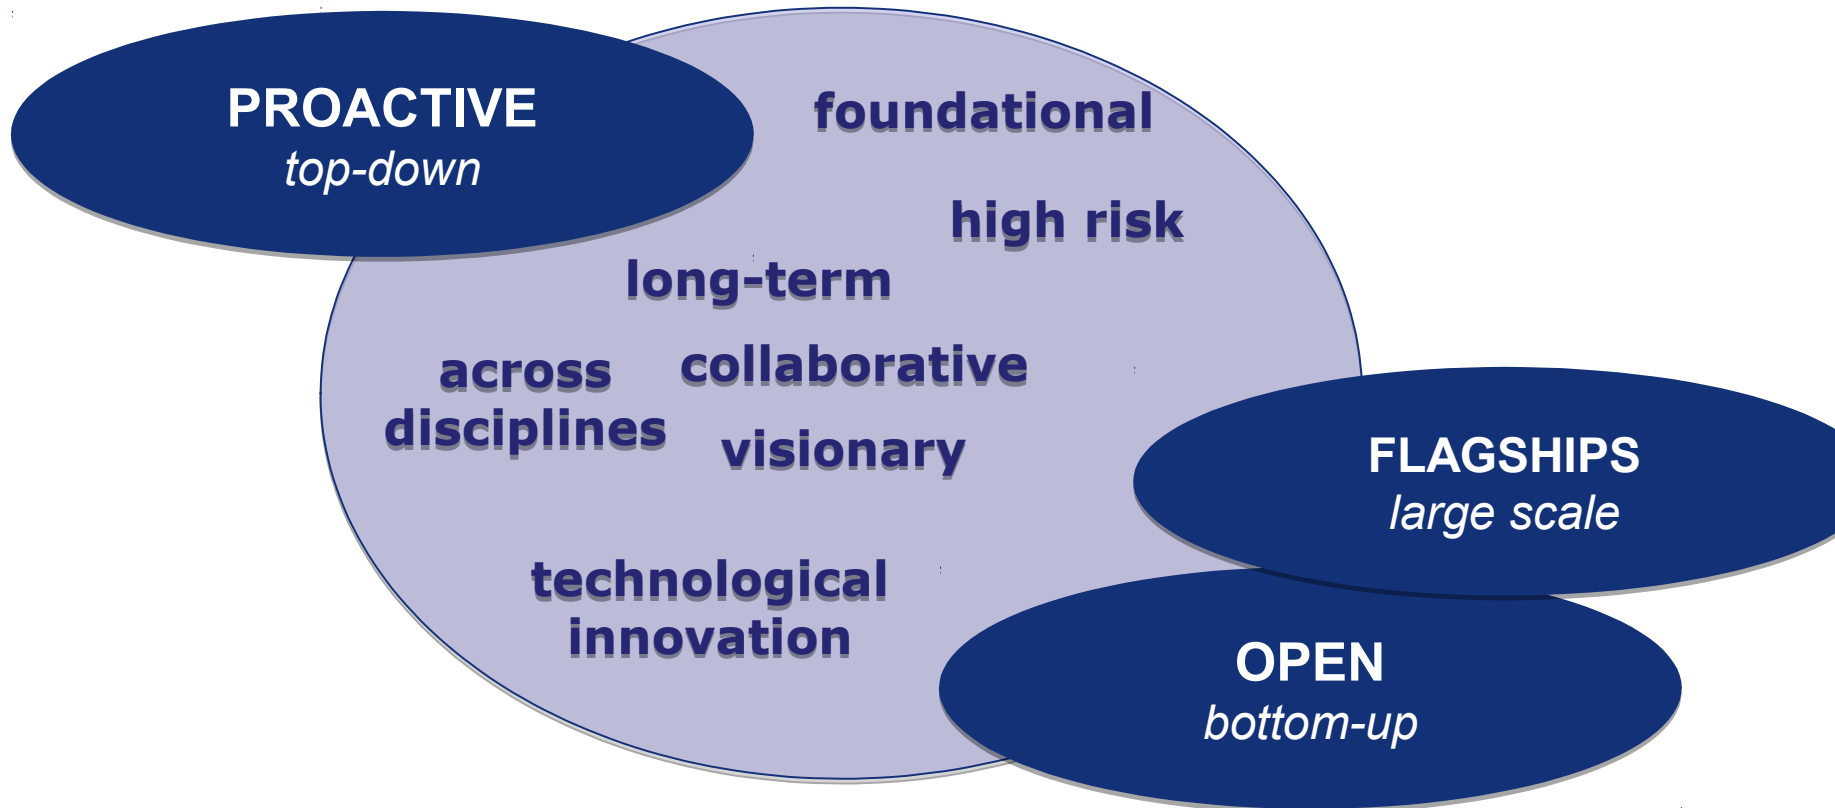 PROACTIVE
top-down
foundational
high risk
long-term
across
disciplines
collaborative
visionary
FLAGSHIPS
large scale
technological
innovation
OPEN
bottom-up